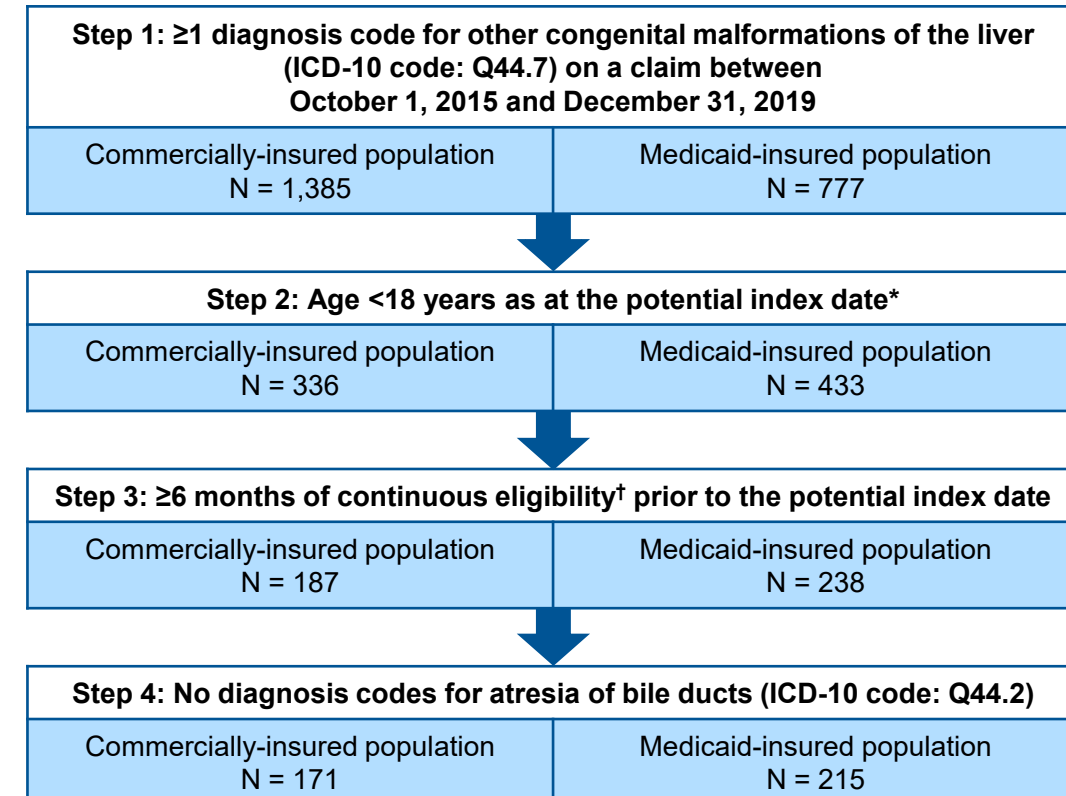 Step 1: ≥1 diagnosis code for other congenital malformations of the liver
(ICD-10 code: Q44.7) on a claim between
October 1, 2015 and December 31, 2019
Commercially-insured population
N = 1,385
Medicaid-insured population
N = 777
Step 2: Age <18 years as at the potential index date*
Commercially-insured population
N = 336
Medicaid-insured population
N = 433
Step 3: ≥6 months of continuous eligibility† prior to the potential index date
Commercially-insured population
N = 187
Medicaid-insured population
N = 238
Step 4: No diagnosis codes for atresia of bile ducts (ICD-10 code: Q44.2)
Commercially-insured population
N = 171
Medicaid-insured population
N = 215